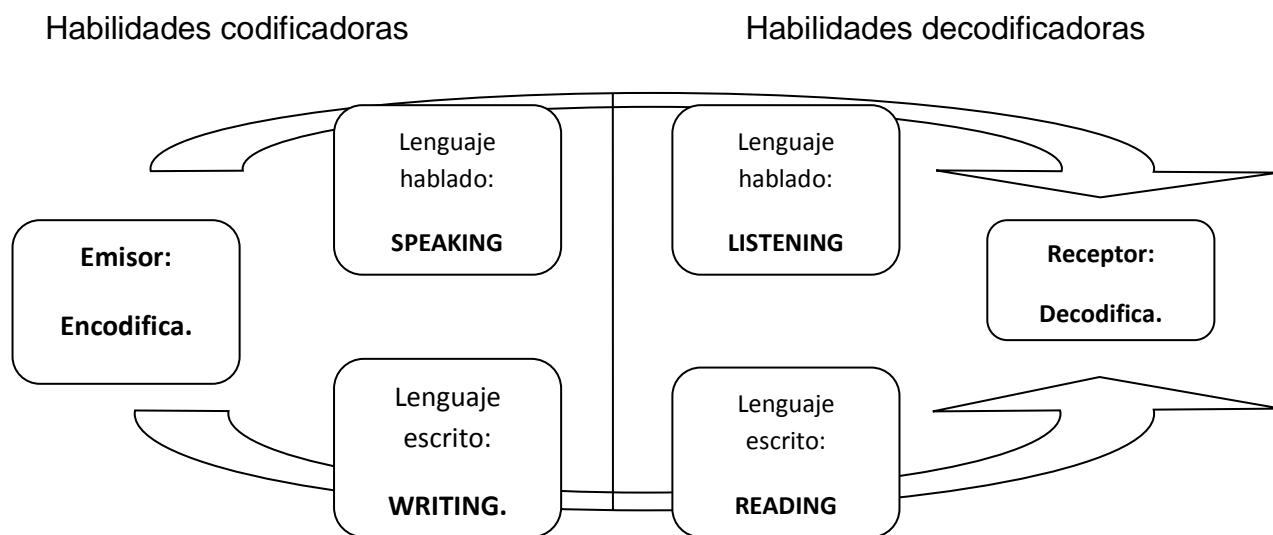 Habilidades codificadoras
Habilidades decodificadoras
Lenguaje
hablado:
SPEAKING
Lenguaje
hablado:
LISTENING
Emisor:
Encodifica.
Receptor:
Decodifica.
Lenguaje
escrito:
WRITING.
Lenguaje
escrito:
READING